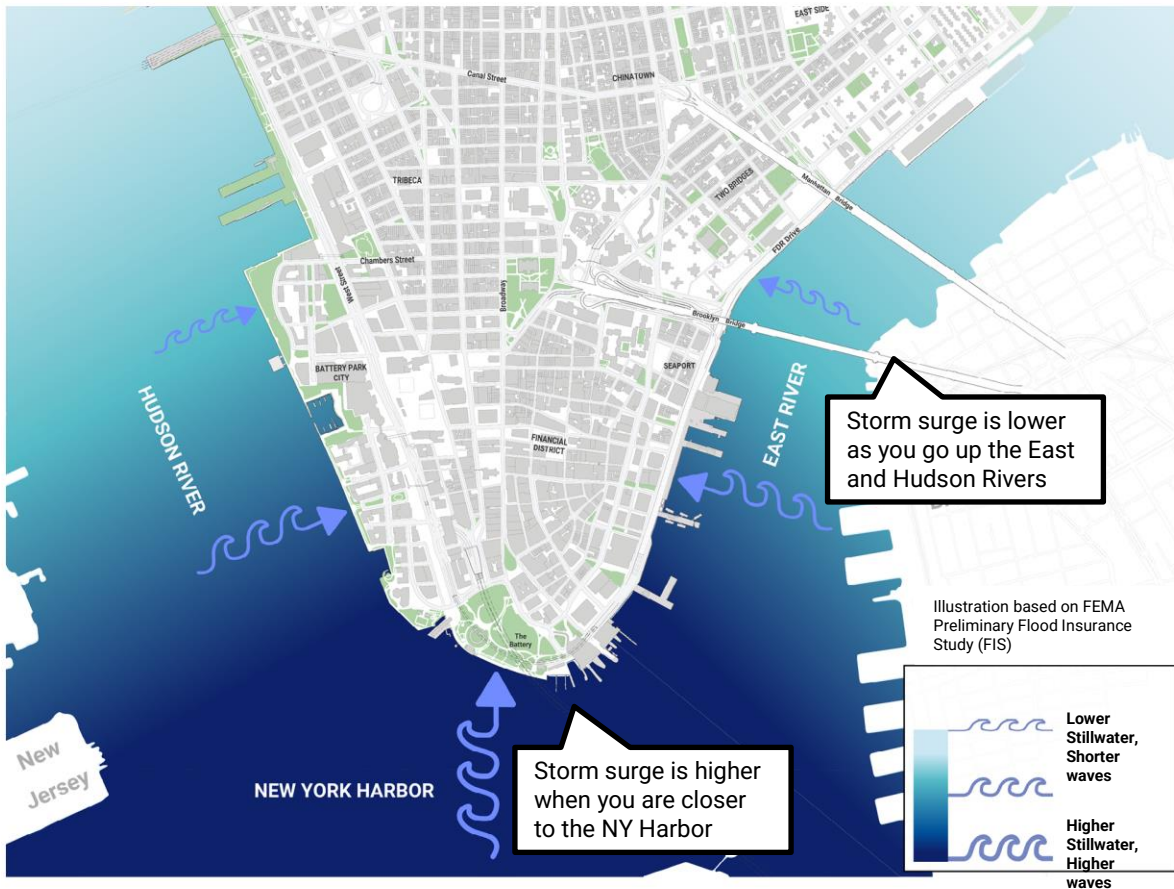 EAST SIDE
Canal Street
CHINATOWN
TRIBECA
TWO BRIDGES
Manhattan Bridge
FDR Drive
Chambers Street
West Street
Broadway
Brooklyn Bridge
BATTERY PARK
CITY
SEAPORT
HUDSON RIVER
EAST RIVER
FINANCIAL
DISTRICT
Storm surge is lower
as you go up the East
and Hudson Rivers
The
Battery
Illustration based on FEMA
Preliminary Flood Insurance
Study (FIS)
New
Jersey
NEW YORK HARBOR
Storm surge is higher
when you are closer
to the NY Harbor
Lower
Stillwater,
Shorter
waves
Higher
Stillwater,
Higher
waves